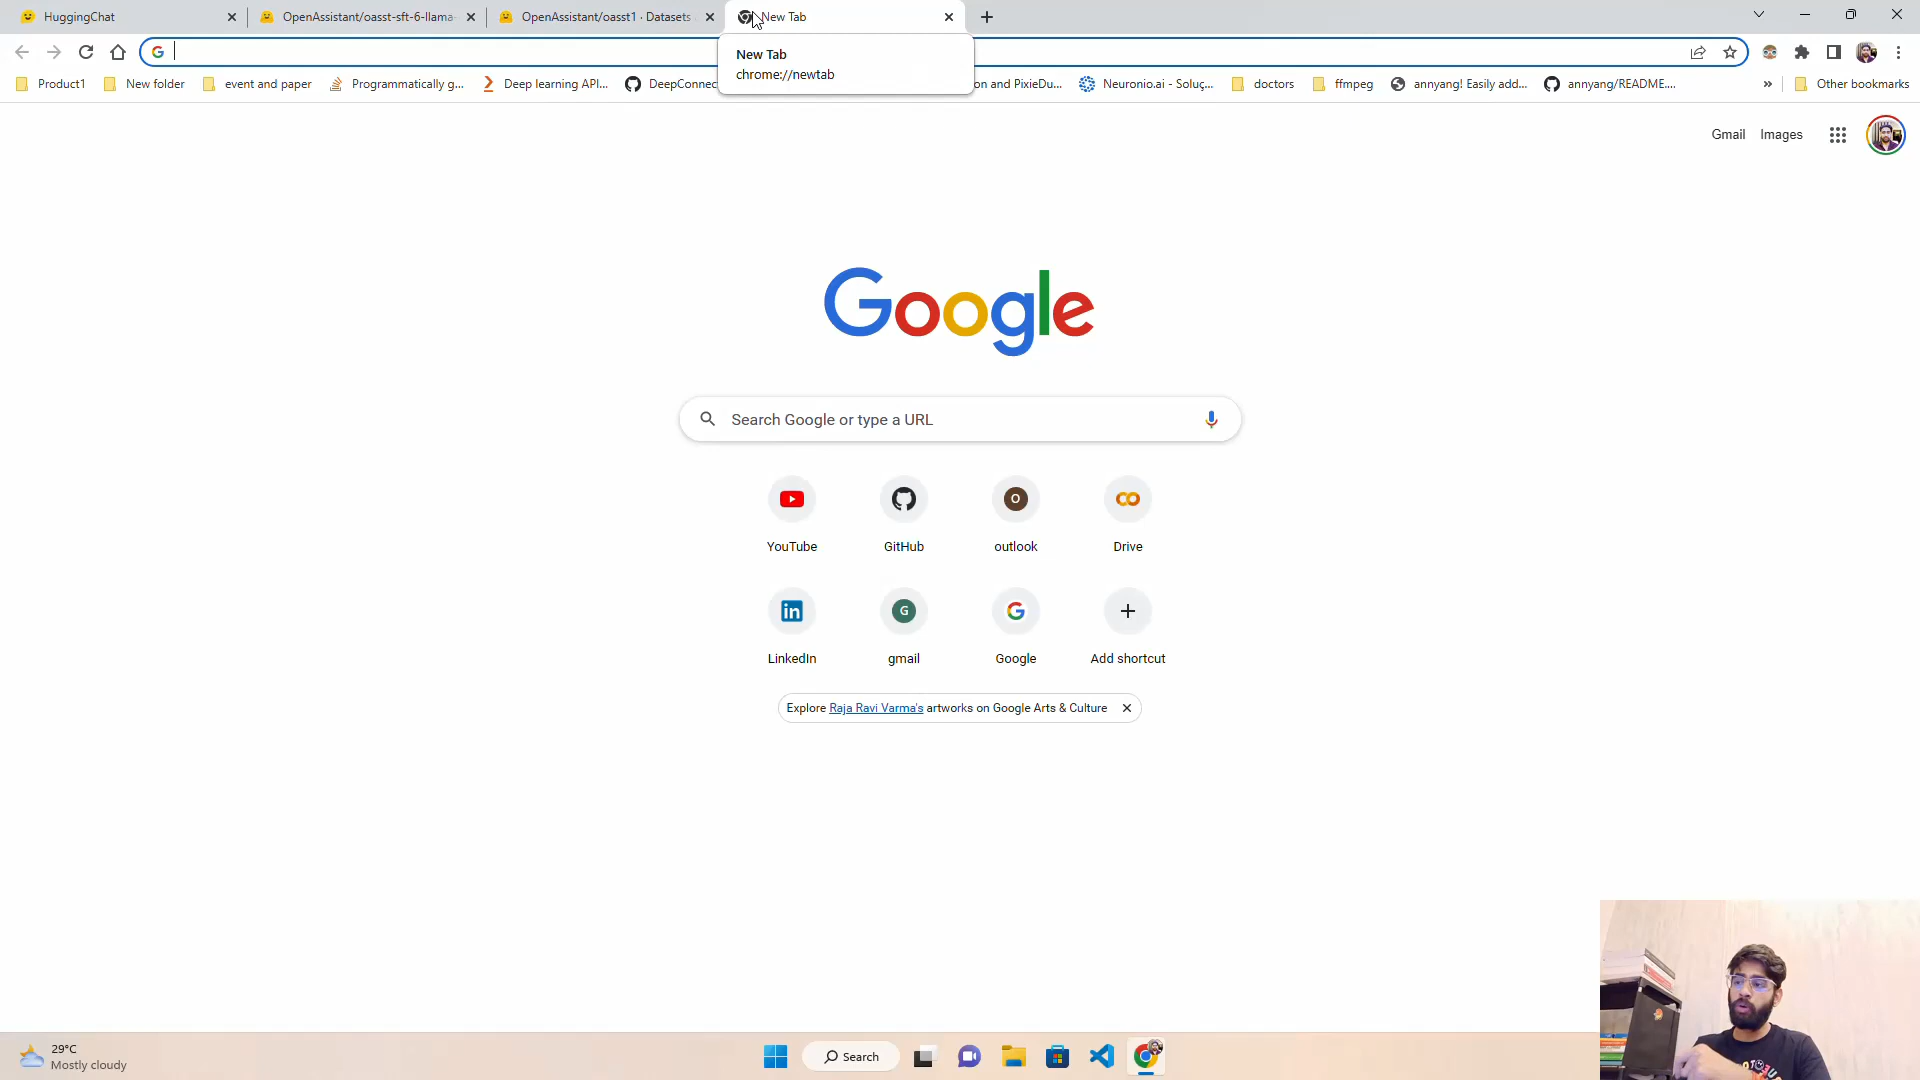 HuggingChat
OpenAssistant/oasst-sft-6-llama-
OpenAssistant/oasst1 · Datasets
New Tab
New Tab
chrome://newtab
Product1
New folder
event and paper
Programmatically g...
Deep learning API...
DeepConnec
on and PixieDu...
Neuronio.ai - Soluç...
doctors
ffmpeg
annyang! Easily add...
annyang/README....
»
Other bookmarks
Gmail
Images
Google
Search Google or type a URL
YouTube
GitHub
O
outlook
Drive
LinkedIn
G
gmail
Google
Add shortcut
Explore Raja Ravi Varma's artworks on Google Arts & Culture
29°C
Mostly cloudy
Search